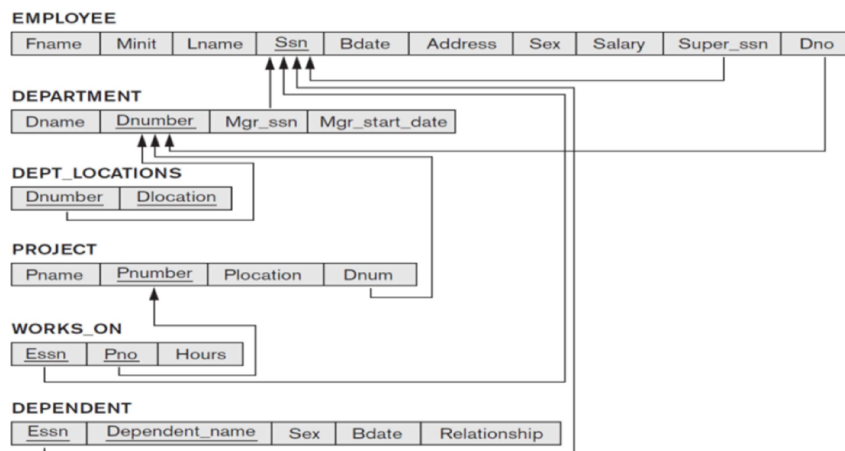 EMPLOYEE
Fname Minit Lname Ssn Bdate Address Sex Salary Super_ssn Dno
DEPARTMENT
Dname Dnumber Mgr_ssn Mgr_start_date
DEPT_LOCATIONS
Dnumber Dlocation
PROJECT
Pname Pnumber Plocation Dnum
WORKS_ON
Essn Pno Hours
DEPENDENT
Essn Dependent_name Sex Bdate Relationship